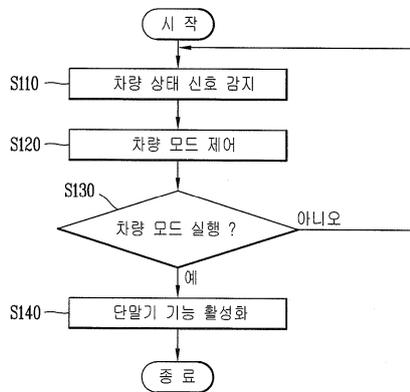 시 작
S110
차량 상태 신호 감지
S120
차량 모드 제어
S130
차량 모드 실행 ?
아니오
예
S140
단말기 기능 활성화
종 료